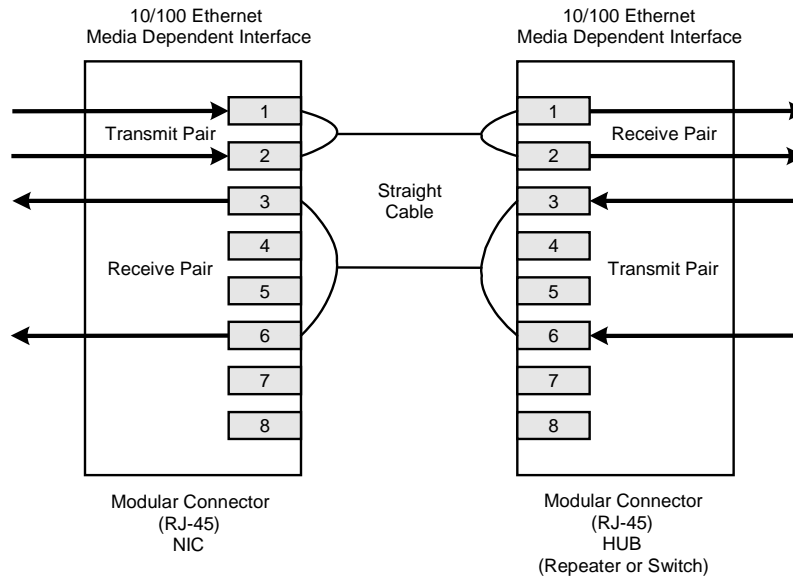 10/100 Ethernet
Media Dependent Interface
10/100 Ethernet
Media Dependent Interface
1
Transmit Pair
2
3
4
Receive Pair
5
6
7
8
Straight
Cable
1
Receive Pair
2
3
4
Transmit Pair
5
6
7
8
Modular Connector
(RJ-45)
NIC
Modular Connector
(RJ-45)
HUB
(Repeater or Switch)